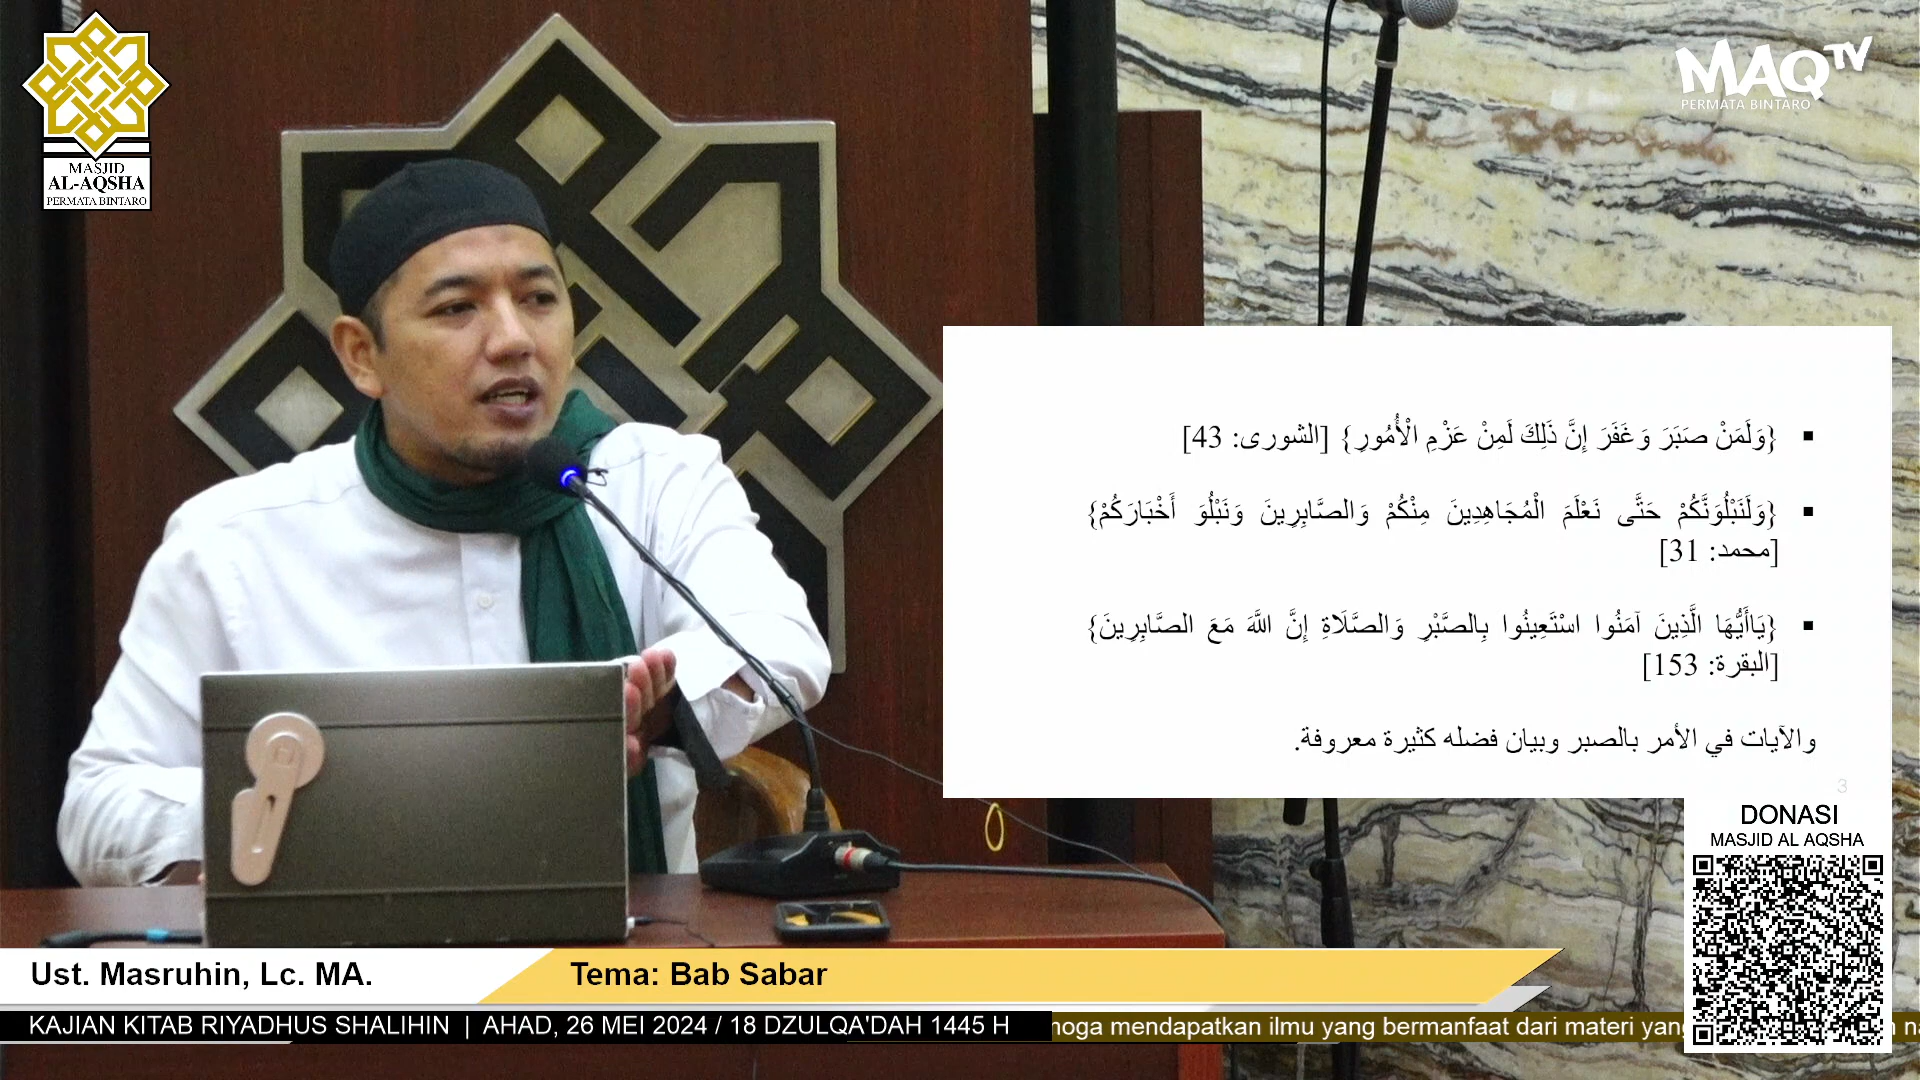 MASJID
AL-AQSHA
PERMATA BINTARO
MAQTV
PERMATA BINTARO
▪ {وَلَمَنْ صَبَرَ وَغَفَرَ إِنَّ ذَلِكَ لَمِنْ عَزْمِ الْأُمُورِ} [الشورى: 43]
▪ {وَلَنَبْلُوَنَّكُمْ حَتَّى نَعْلَمَ الْمُجَاهِدِينَ مِنْكُمْ وَالصَّابِرِينَ وَنَبْلُوَ أَخْبَارَكُمْ}
[محمد: 31]
▪ {يَاأَيُّهَا الَّذِينَ آمَنُوا اسْتَعِينُوا بِالصَّبْرِ وَالصَّلَاةِ إِنَّ اللَّهَ مَعَ الصَّابِرِينَ}
[البقرة: 153]
والآيات في الأمر بالصبر وبيان فضله كثيرة معروفة.
3
DONASI
MASJID AL AQSHA
Ust. Masruhin, Lc. MA.
Tema: Bab Sabar
KAJIAN KITAB RIYADHUS SHALIHIN | AHAD, 26 MEI 2024 / 18 DZULQA'DAH 1445 H
mendapatkan ilmu yang bermanfaat dari materi